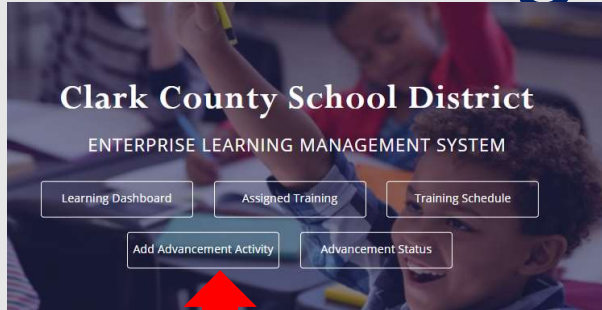 Clark County School District
ENTERPRISE LEARNING MANAGEMENT SYSTEM
Learning Dashboard
Assigned Training
Training Schedule
Add Advancement Activity
Advancement Status